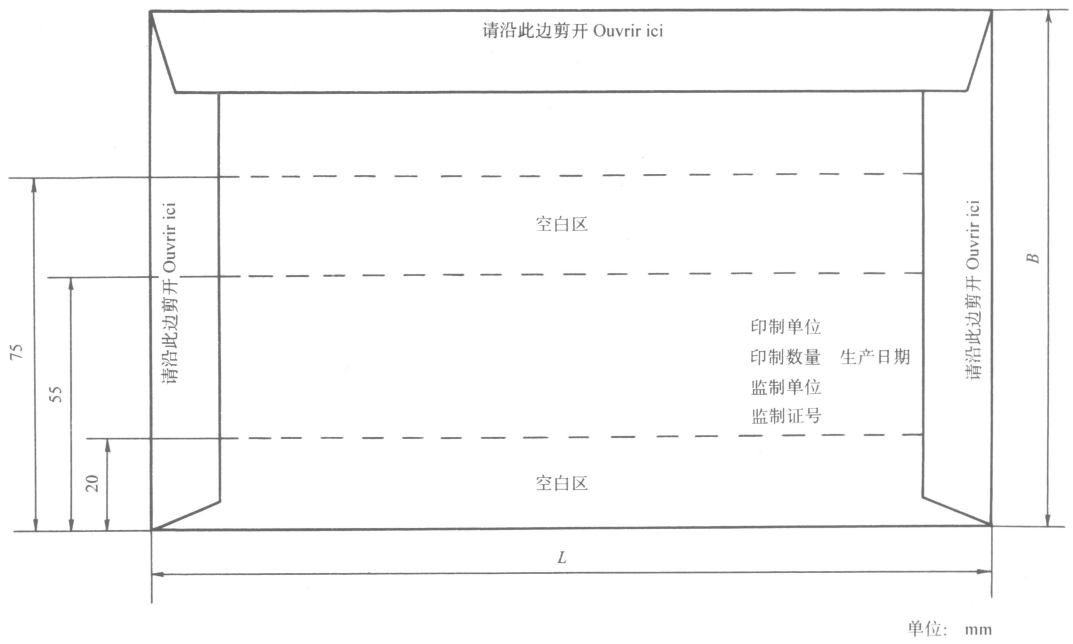 请沿此边剪开 Ouvrir ici
空白区
请沿此边剪开 Ouvrir ici
请沿此边剪开 Ouvrir ici
B
印制单位
印制数量 生产日期
监制单位
监制证号
75
55
20
空白区
L
单位: mm